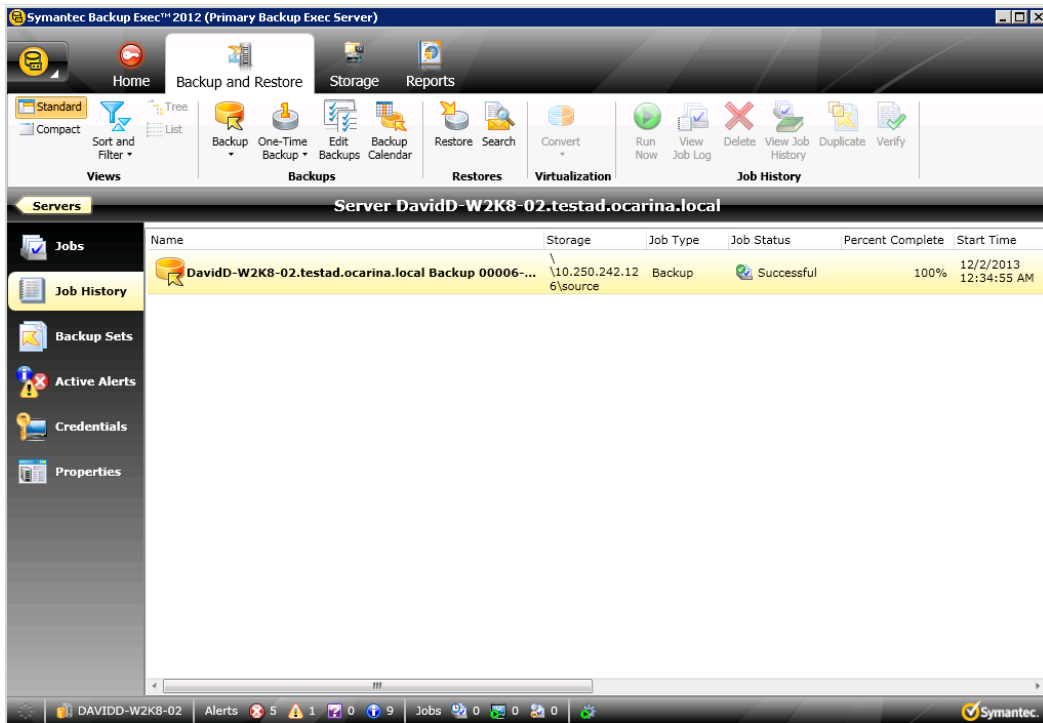 Symantec Backup Exec™ 2012 (Primary Backup Exec Server)
Home
Backup and Restore
Storage
Reports
Standard
Compact
Sort and
Filter
Tree
List
Views
Backup
One-Time
Backup
Edit
Backups
Backup
Calendar
Backups
Restore
Search
Restores
Convert
Virtualization
Run
Now
View
Job Log
Delete
View Job
History
Duplicate
Verify
Job History
Servers
Server DavidD-W2K8-02.testad.ocarina.local
Jobs
Job History
Backup Sets
Active Alerts
Credentials
Properties
Name
Storage
Job Type
Job Status
Percent Complete
Start Time
DavidD-W2K8-02.testad.ocarina.local Backup 00006-...
\
\10.250.242.12
6\source
Backup
Successful
100%
12/2/2013
12:34:55 AM
DAVIDD-W2K8-02
Alerts 5 1 0 9
Jobs 0 0 0
Symantec.